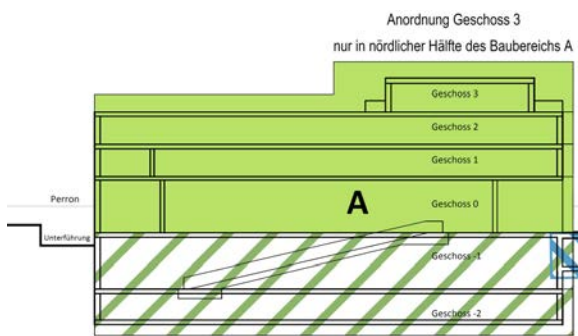 Anordnung Geschoss 3
nur in nördlicher Hälfte des Baubereichs A
Geschoss 3
Geschoss 2
Geschoss 1
Perron
A
Geschoss 0
Unterführung
Geschoss -1
Geschoss -2